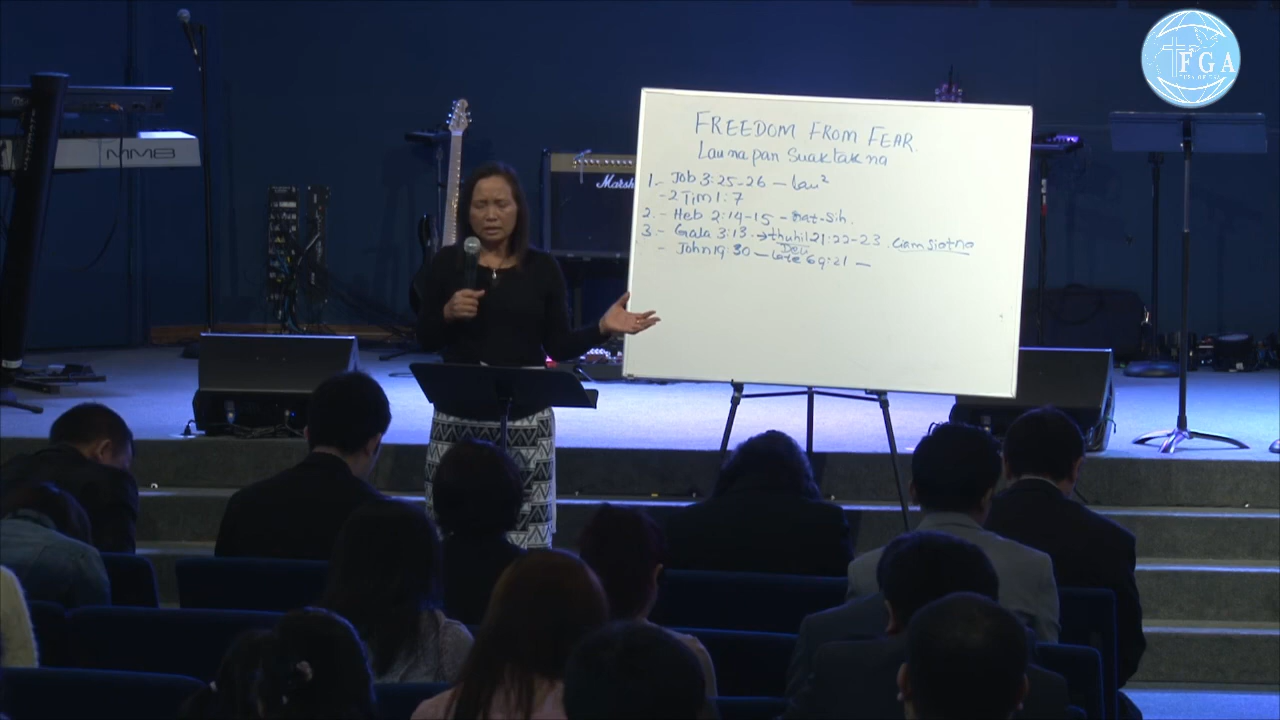 FREEDOM FROM FEAR.
Launa pan suaktakna
1. - Job 3:25-26 - Lau²
- 2 Tim 1:7
2. - Heb 2:14-15 - Sih.
3. - Gala 3:13. → thuhil 21:22-23. Ciamsiatna
Deu
- John 19:30 - Late 69:21 -
FGA
MM8
Marsh